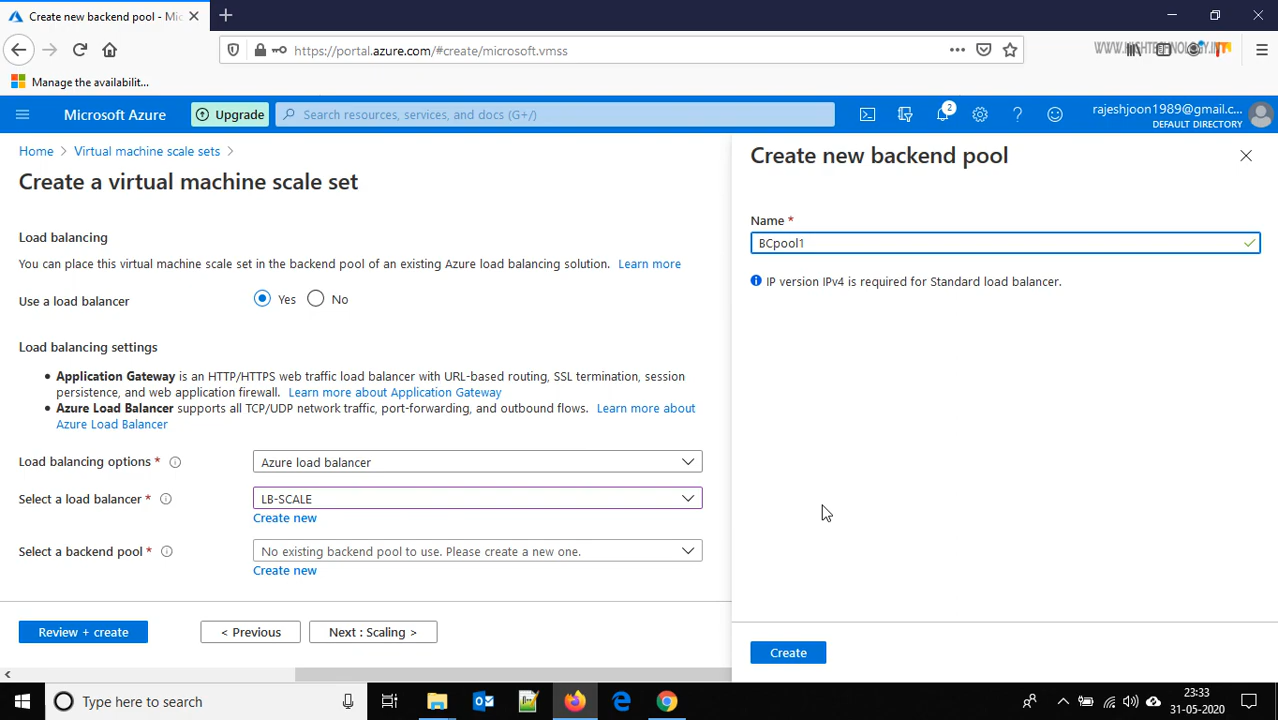 Create new backend pool - Mic
https://portal.azure.com/#create/microsoft.vmss
Manage the availabilit...
Microsoft Azure
Upgrade
Search resources, services, and docs (G+/)
2
rajeshjoon1989@gmail.c...
DEFAULT DIRECTORY
Home > Virtual machine scale sets >
Create a virtual machine scale set
Load balancing
You can place this virtual machine scale set in the backend pool of an existing Azure load balancing solution. Learn more
Use a load balancer
Yes
No
Load balancing settings
Application Gateway is an HTTP/HTTPS web traffic load balancer with URL-based routing, SSL termination, session
persistence, and web application firewall. Learn more about Application Gateway
Azure Load Balancer supports all TCP/UDP network traffic, port-forwarding, and outbound flows. Learn more about
Azure Load Balancer
Load balancing options *
Azure load balancer
Select a load balancer *
LB-SCALE
Create new
Select a backend pool *
No existing backend pool to use. Please create a new one.
Create new
Review + create
< Previous
Next : Scaling >
Create new backend pool
Name *
BCpool1
IP version IPv4 is required for Standard load balancer.
Create
Type here to search
23:33
31-05-2020